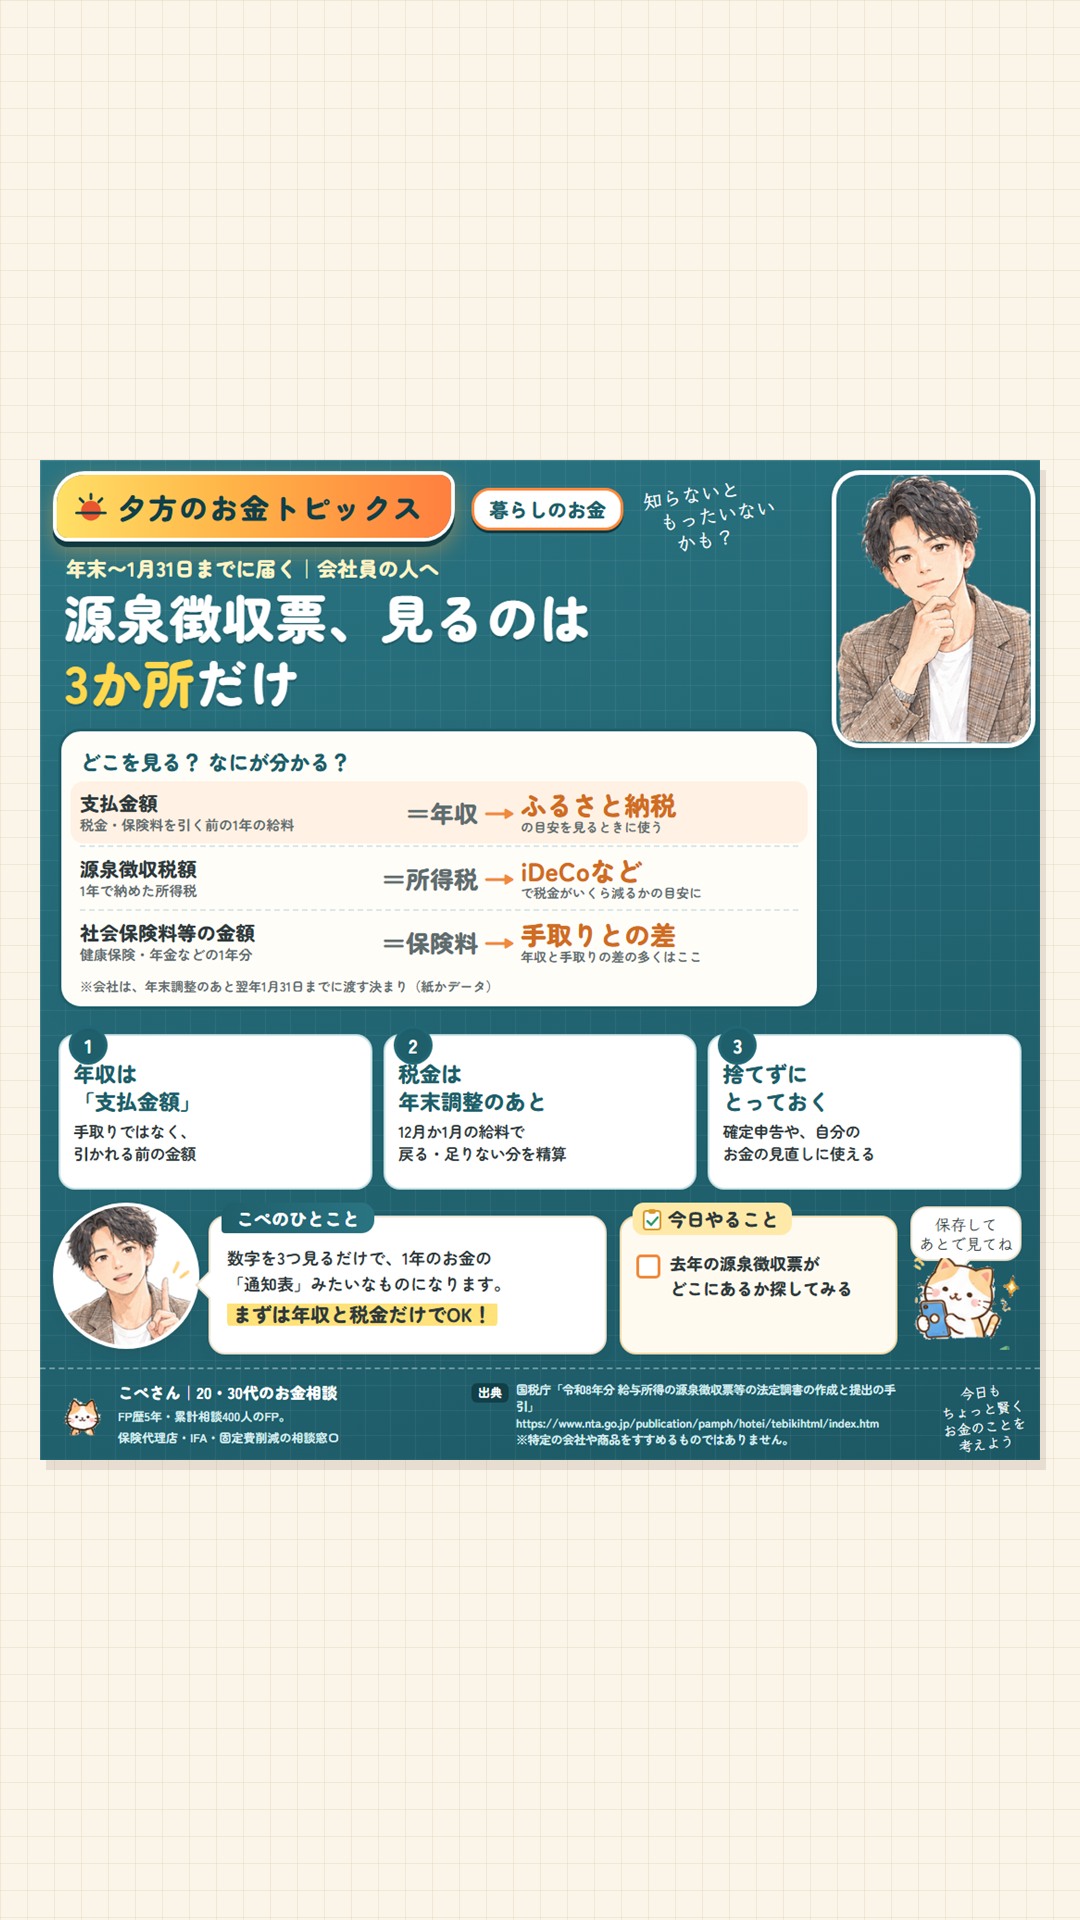 夕方のお金トピックス
暮らしのお金
知らないと
もったいない
かも？
年末〜1月31日までに届く｜会社員の人へ
源泉徴収票、見るのは
3か所だけ
どこを見る？ なにが分かる？
支払金額
税金・保険料を引く前の1年の給料
＝年収→ふるさと納税
の目安を見るときに使う
源泉徴収税額
1年で納めた所得税
＝所得税→iDeCoなど
で税金がいくら減るかの目安に
社会保険料等の金額
健康保険・年金などの1年分
＝保険料→手取りとの差
年収と手取りの差の多くはここ
※会社は、年末調整のあと翌年1月31日までに渡す決まり（紙かデータ）
1
年収は
「支払金額」
手取りではなく、
引かれる前の金額
2
税金は
年末調整のあと
12月か1月の給料で
戻る・足りない分を精算
3
捨てずに
とっておく
確定申告や、自分の
お金の見直しに使える
こぺのひとこと
数字を3つ見るだけで、1年のお金の
「通知表」みたいなものになります。
まずは年収と税金だけでOK！
今日やること
去年の源泉徴収票が
どこにあるか探してみる
保存して
あとで見てね
こぺさん｜20・30代のお金相談
FP歴5年・累計相談400人のFP。
保険代理店・IFA・固定費削減の相談窓口
出典
国税庁「令和8年分 給与所得の源泉徴収票等の法定調書の作成と提出の手
引」
https://www.nta.go.jp/publication/pamph/hotei/tebikihtml/index.htm
※特定の会社や商品をすすめるものではありません。
今日も
ちょっと賢く
お金のことを
考えよう